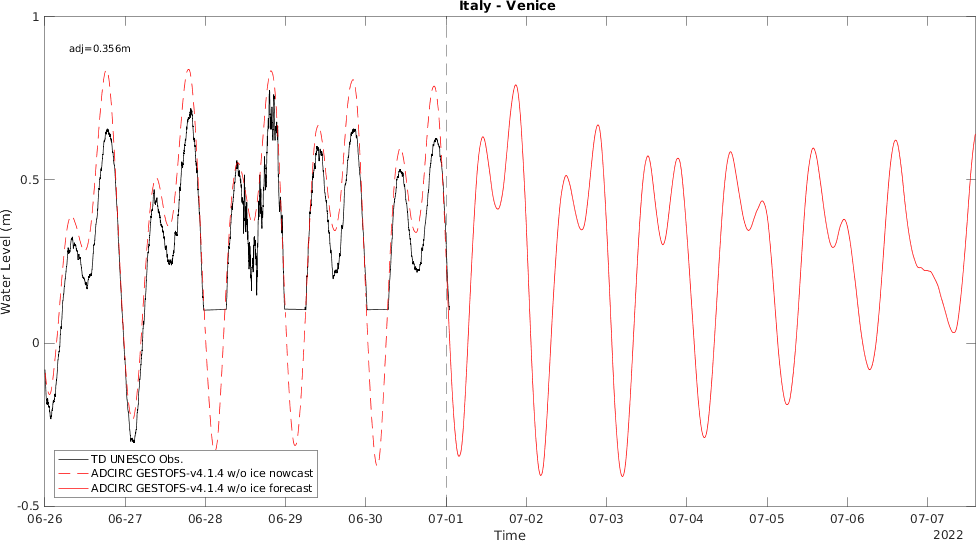 Italy - Venice
1
adj=0.356m
0.5
Water Level (m)
0
TD UNESCO Obs.
ADCIRC GESTOFS-v4.1.4 w/o ice nowcast
ADCIRC GESTOFS-v4.1.4 w/o ice forecast
-0.5
06-26 06-27 06-28 06-29 06-30 07-01 07-02 07-03 07-04 07-05 07-06 07-07
Time
2022